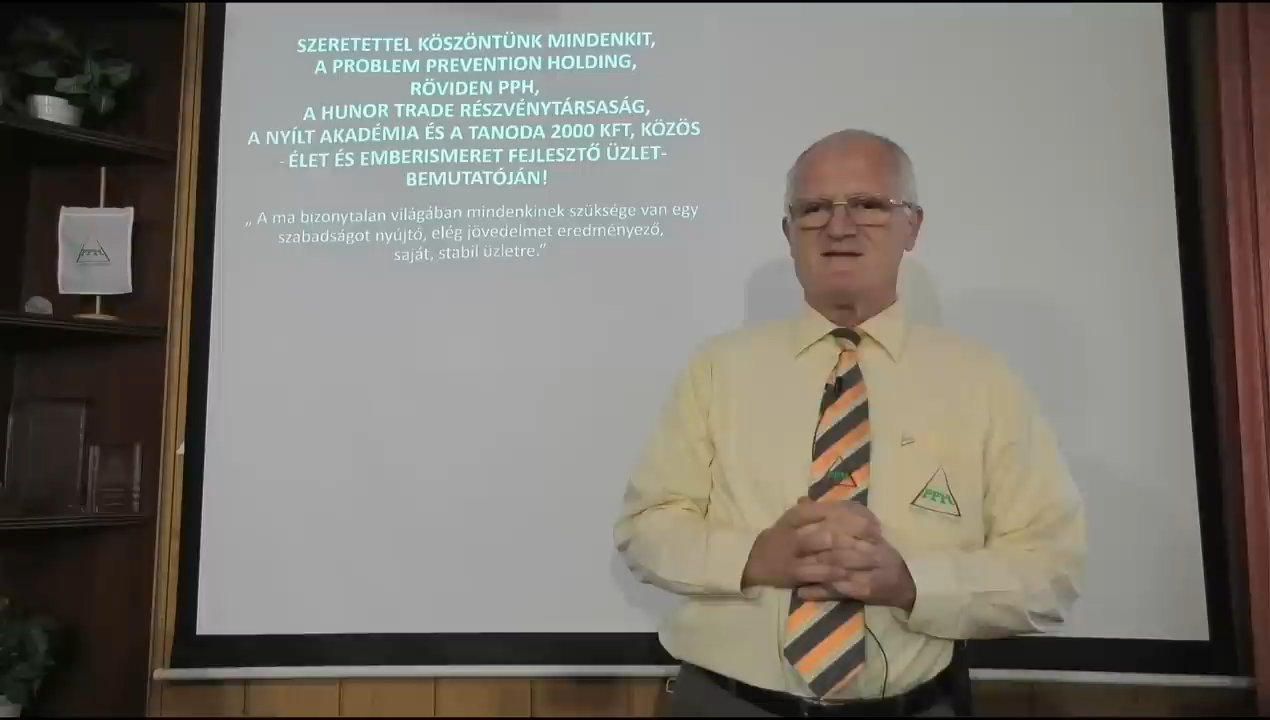 SZERETETTEL KÖSZÖNTÜNK MINDENKIT,
A PROBLEM PREVENTION HOLDING,
RÖVIDEN PPH,
A HUNOR TRADE RÉSZVÉNYTÁRSASÁG,
A NYÍLT AKADÉMIA ÉS A TANODA 2000 KFT, KÖZÖS
- ÉLET ÉS EMBERISMERET FEJLESZTŐ ÜZLET-
BEMUTATÓJÁN!
„ A ma bizonytalan világában mindenkinek szüksége van egy
szabadságot nyújtó, elég jövedelmet eredményező,
saját, stabil üzletre.”
PPH
PPH
PPH